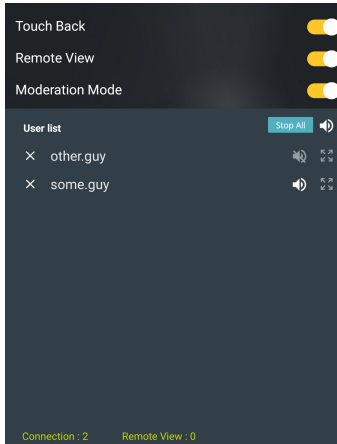 Touch Back
Remote View
Moderation Mode
User list Stop All
other.guy
some.guy
Connection : 2 Remote View : 0